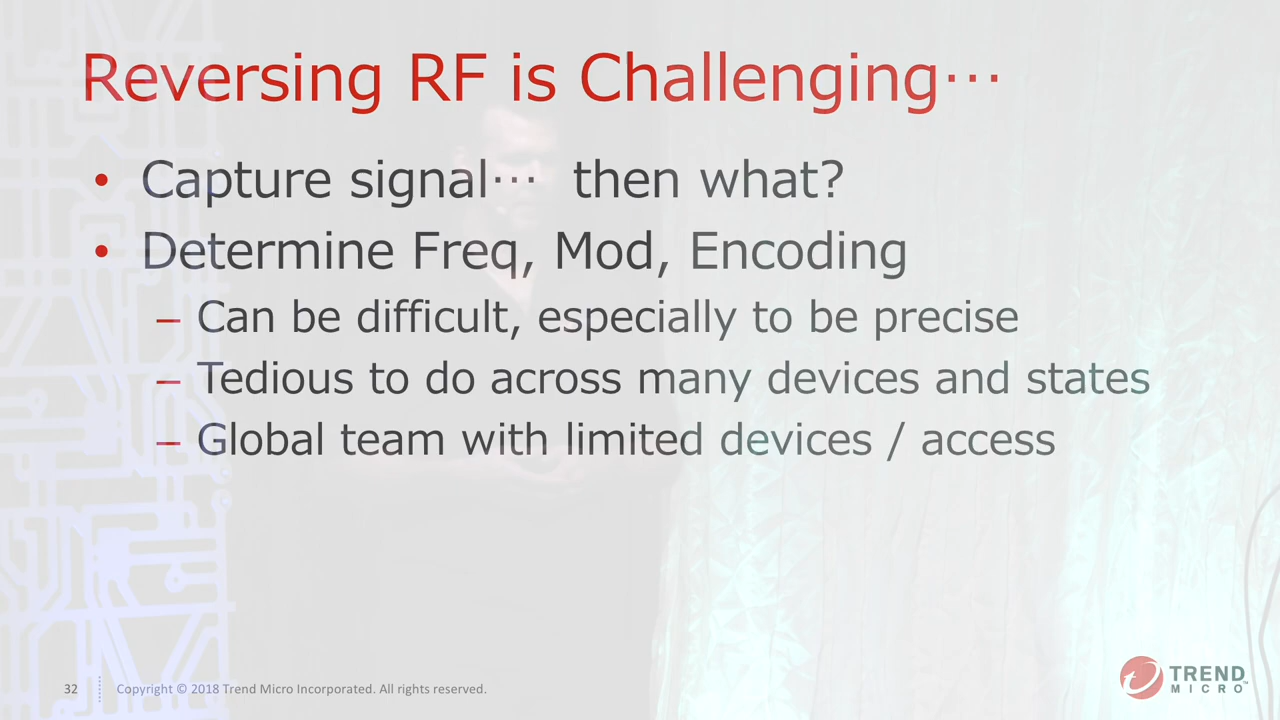 Reversing RF is Challenging…
• Capture signal… then what?
• Determine Freq, Mod, Encoding
– Can be difficult, especially to be precise
– Tedious to do across many devices and states
– Global team with limited devices / access
32
Copyright © 2018 Trend Micro Incorporated. All rights reserved.
TREND
MICRO™